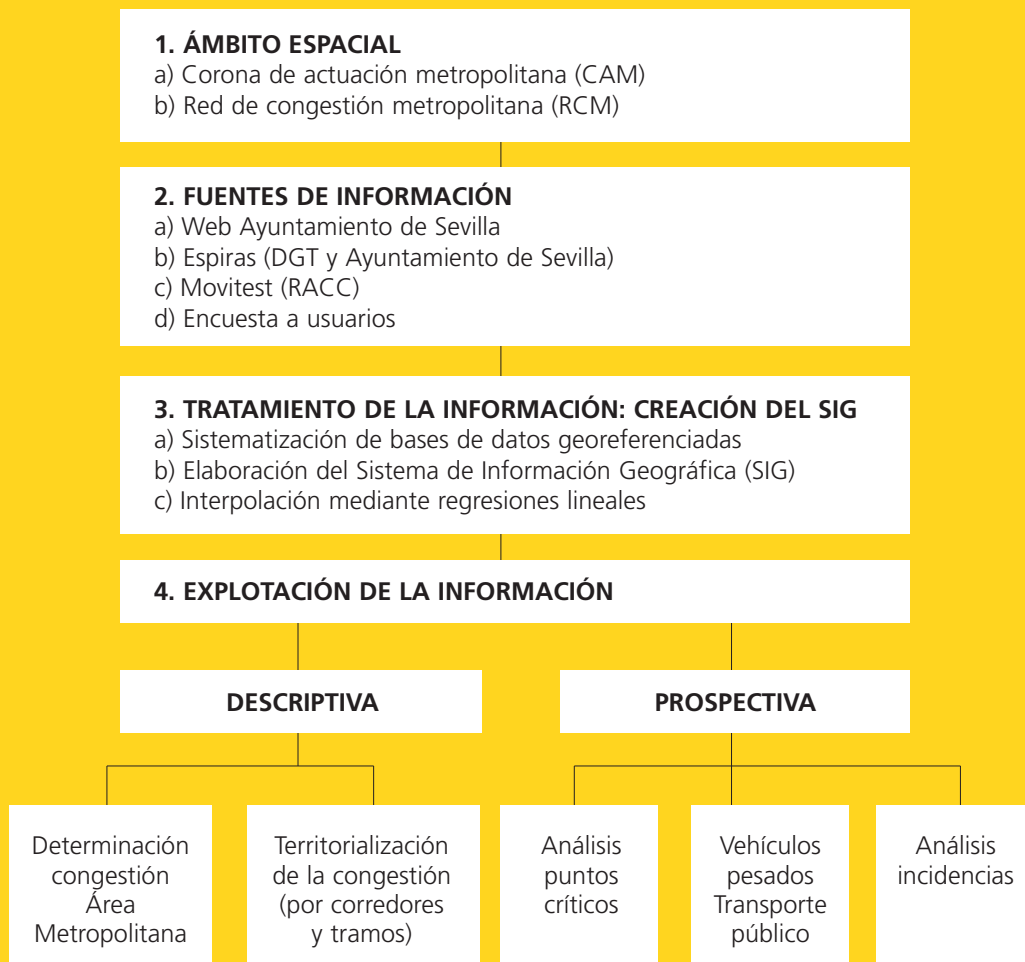 1. ÁMBITO ESPACIAL
a) Corona de actuación metropolitana (CAM)
b) Red de congestión metropolitana (RCM)
2. FUENTES DE INFORMACIÓN
a) Web Ayuntamiento de Sevilla
b) Espiras (DGT y Ayuntamiento de Sevilla)
c) Movitest (RACC)
d) Encuesta a usuarios
3. TRATAMIENTO DE LA INFORMACIÓN: CREACIÓN DEL SIG
a) Sistematización de bases de datos georeferenciadas
b) Elaboración del Sistema de Información Geográfica (SIG)
c) Interpolación mediante regresiones lineales
4. EXPLOTACIÓN DE LA INFORMACIÓN
DESCRIPTIVA
PROSPECTIVA
Determinación
congestión
Área
Metropolitana
Territorialización
de la congestión
(por corredores
y tramos)
Análisis
puntos
críticos
Vehículos
pesados
Transporte
público
Análisis
incidencias